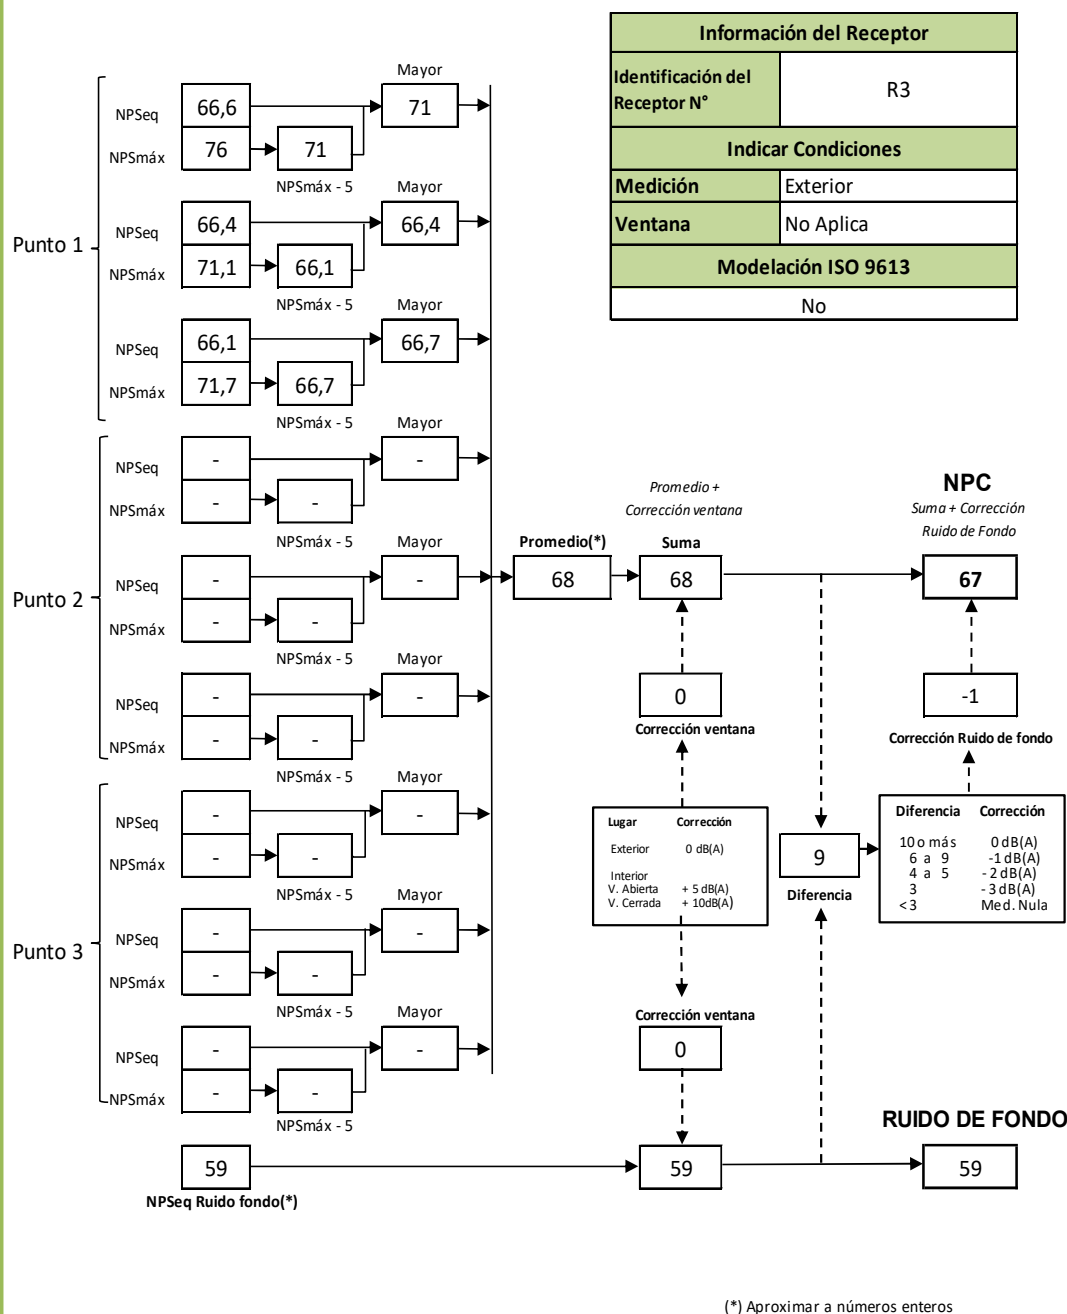 Información del Receptor
Identificación del
Receptor N°
R3
Indicar Condiciones
Medición
Exterior
Ventana
No Aplica
Modelación ISO 9613
No
Punto 1
Mayor
NPSeq
66,6
71
NPSmáx
76
71
NPSmáx - 5
Mayor
NPSeq
66,4
66,4
NPSmáx
71,1
66,1
NPSmáx - 5
Mayor
NPSeq
66,1
66,7
NPSmáx
71,7
66,7
NPSmáx - 5
Punto 2
Mayor
NPSeq
-
-
NPSmáx
-
-
NPSmáx - 5
Mayor
NPSeq
-
-
NPSmáx
-
-
NPSmáx - 5
Mayor
NPSeq
-
-
NPSmáx
-
-
NPSmáx - 5
Punto 3
Mayor
NPSeq
-
-
NPSmáx
-
-
NPSmáx - 5
Mayor
NPSeq
-
-
NPSmáx
-
-
NPSmáx - 5
Mayor
NPSeq
-
-
NPSmáx
-
-
NPSmáx - 5
Promedio(*)
68
Promedio +
Corrección ventana
Suma
68
NPC
Suma + Corrección
Ruido de Fondo
67
0
Corrección ventana
-1
Corrección Ruido de fondo
Lugar Corrección
Exterior 0 dB(A)
Interior
V. Abierta + 5 dB(A)
V. Cerrada + 10dB(A)
9
Diferencia
Diferencia Corrección
10 o más 0 dB(A)
6 a 9 -1 dB(A)
4 a 5 - 2 dB(A)
3 - 3 dB(A)
< 3 Med. Nula
Corrección ventana
0
59
NPSeq Ruido fondo(*)
59
RUIDO DE FONDO
59
(*) Aproximar a números enteros